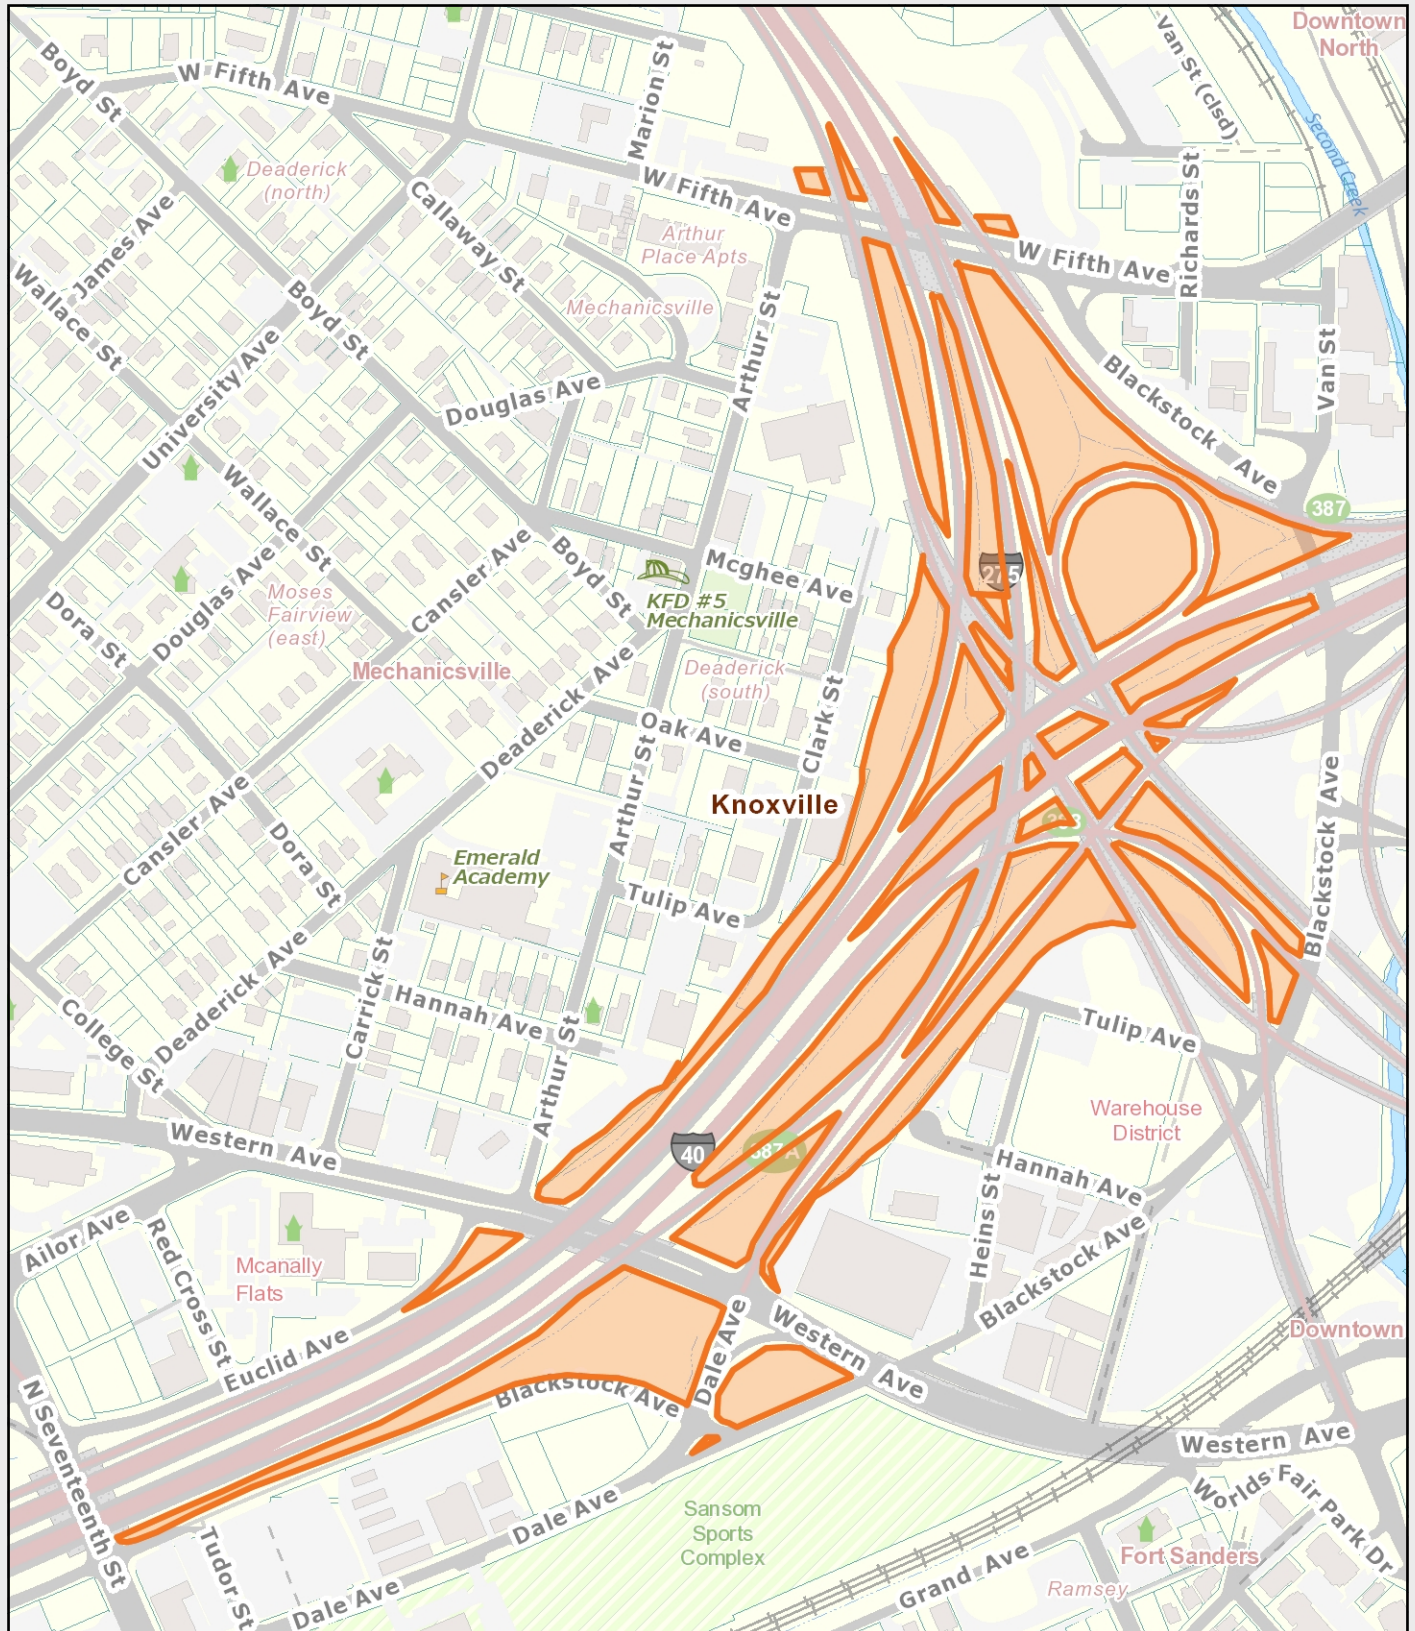 Downtown
North
Boyd St
W Fifth Ave
Marion St
Van St (clsd)
Second Creek
Deaderick
(north)
James Ave
Callaway St
W Fifth Ave
Richards St
Arthur
Place Apts
W Fifth Ave
Wallace St
Boyd St
Mechanicsville
University Ave
Arthur St
Van St
Blackstock Ave
Douglas Ave
Wallace St
387
Cansler Ave
Boyd St
Mcghee Ave
275
Douglas Ave
Dora St
Moses
Fairview
(east)
KFD #5
Mechanicsville
Mechanicsville
Deaderick Ave
Deaderick
(south)
Oak Ave
Clark St
Arthur St
Cansler Ave
Knoxville
Blackstock Ave
Dora St
Emerald
Academy
Tulip Ave
Deaderick Ave
Carrick St
Hannah Ave
College St
Arthur St
Tulip Ave
Western Ave
40
387A
Warehouse
District
Hannah Ave
Heins St
Ailor Ave
Red Cross St
Mcanally
Flats
Blackstock Ave
Euclid Ave
Dale Ave
Western Ave
Downtown
N Seventeenth St
Blackstock Ave
Western Ave
Worlds Fair Park Dr
Sansom
Sports
Complex
Dale Ave
Tudor St
Fort Sanders
Grand Ave
Ramsey
Dale Ave